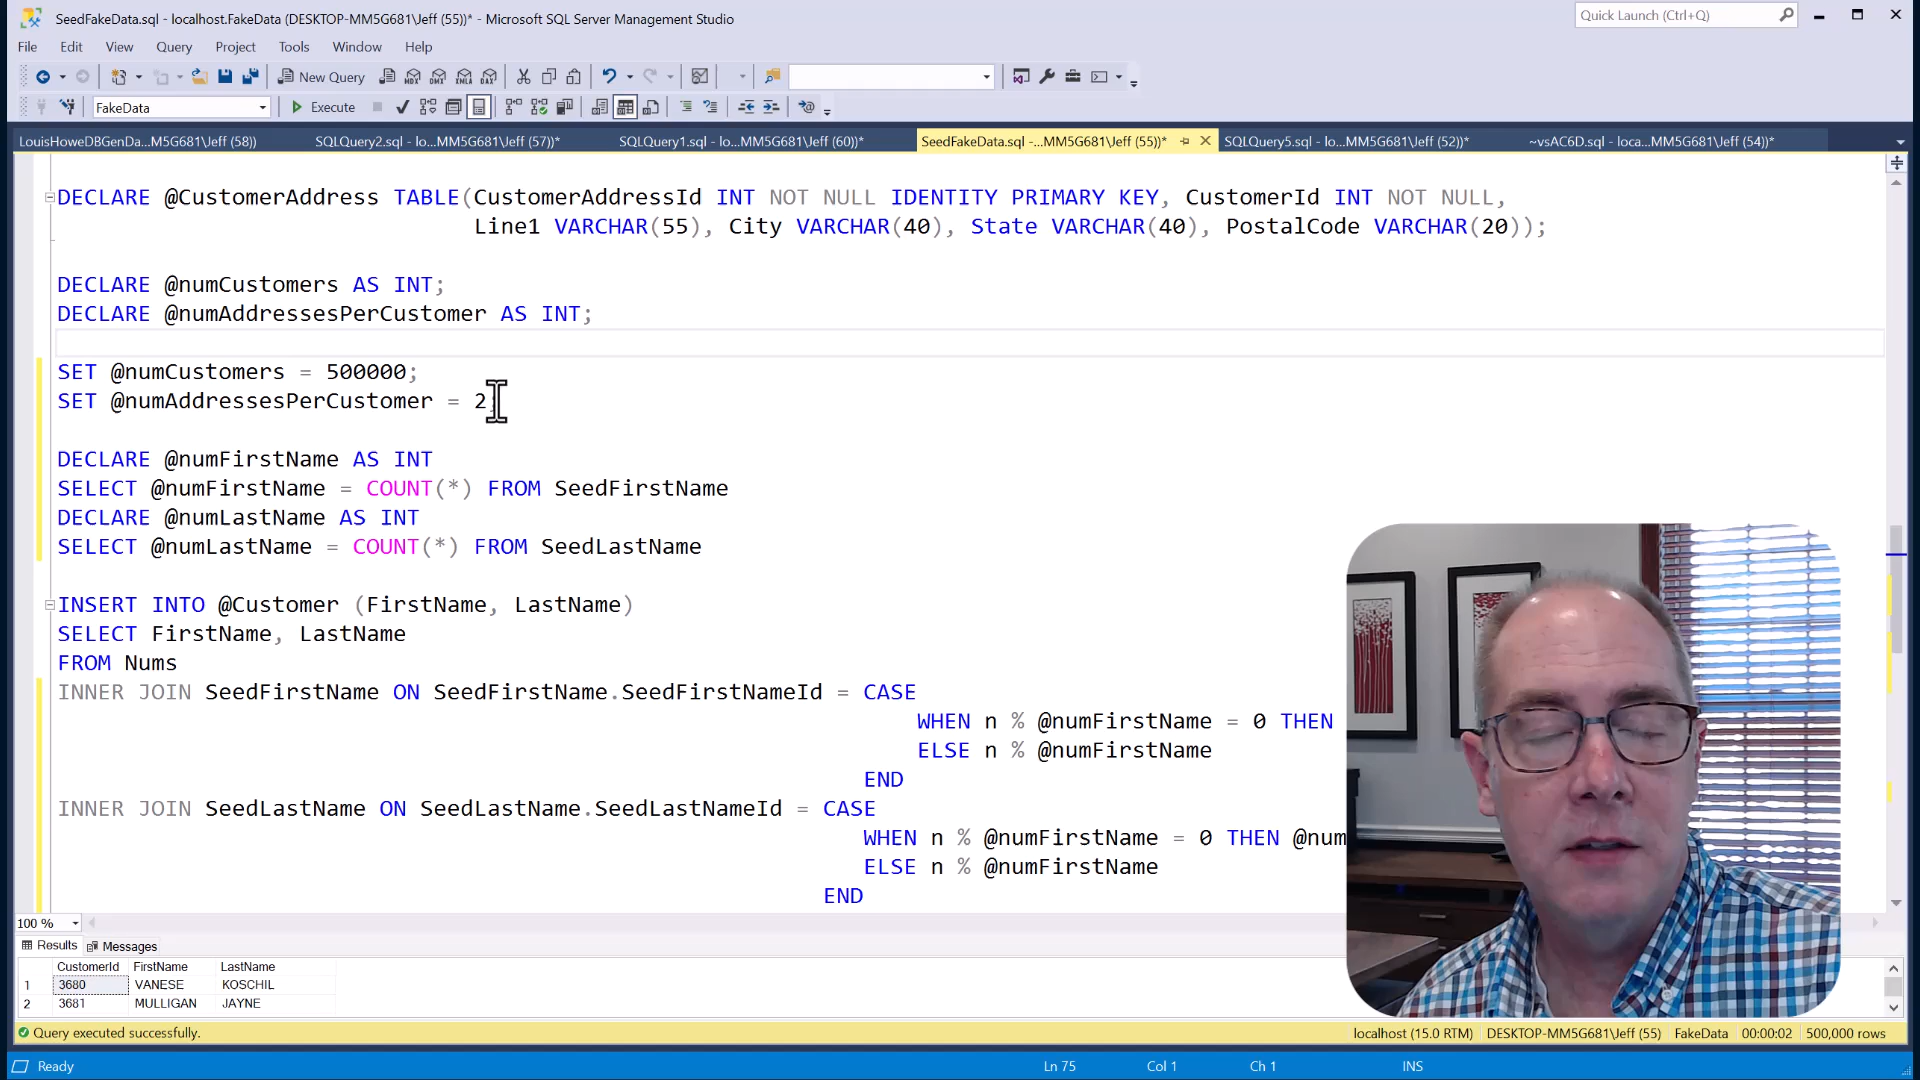 SeedFakeData.sql - localhost.FakeData (DESKTOP-MM5G681\Jeff (55))* - Microsoft SQL Server Management Studio
Quick Launch (Ctrl+Q)
File Edit View Query Project Tools Window Help
New Query
FakeData
Execute
LouisHoweDBGenDa...M5G681\Jeff (58)) SQLQuery2.sql - lo...MM5G681\Jeff (57))* SQLQuery1.sql - lo...MM5G681\Jeff (60))* SeedFakeData.sql -...MM5G681\Jeff (55))* SQLQuery5.sql - lo...MM5G681\Jeff (52))* ~vsAC6D.sql - loca...MM5G681\Jeff (54))*
DECLARE @CustomerAddress TABLE(CustomerAddressId INT NOT NULL IDENTITY PRIMARY KEY, CustomerId INT NOT NULL,
Line1 VARCHAR(55), City VARCHAR(40), State VARCHAR(40), PostalCode VARCHAR(20));
DECLARE @numCustomers AS INT;
DECLARE @numAddressesPerCustomer AS INT;
SET @numCustomers = 500000;
SET @numAddressesPerCustomer = 2;
DECLARE @numFirstName AS INT
SELECT @numFirstName = COUNT(*) FROM SeedFirstName
DECLARE @numLastName AS INT
SELECT @numLastName = COUNT(*) FROM SeedLastName
INSERT INTO @Customer (FirstName, LastName)
SELECT FirstName, LastName
FROM Nums
INNER JOIN SeedFirstName ON SeedFirstName.SeedFirstNameId = CASE
WHEN n % @numFirstName = 0 THEN
ELSE n % @numFirstName
END
INNER JOIN SeedLastName ON SeedLastName.SeedLastNameId = CASE
WHEN n % @numFirstName = 0 THEN @num
ELSE n % @numFirstName
END
100 %
Results Messages
CustomerId FirstName LastName
1 3680 VANESE KOSCHIL
2 3681 MULLIGAN JAYNE
Query executed successfully. localhost (15.0 RTM) DESKTOP-MM5G681\Jeff (55) FakeData 00:00:02 500,000 rows
Ready Ln 75 Col 1 Ch 1 INS